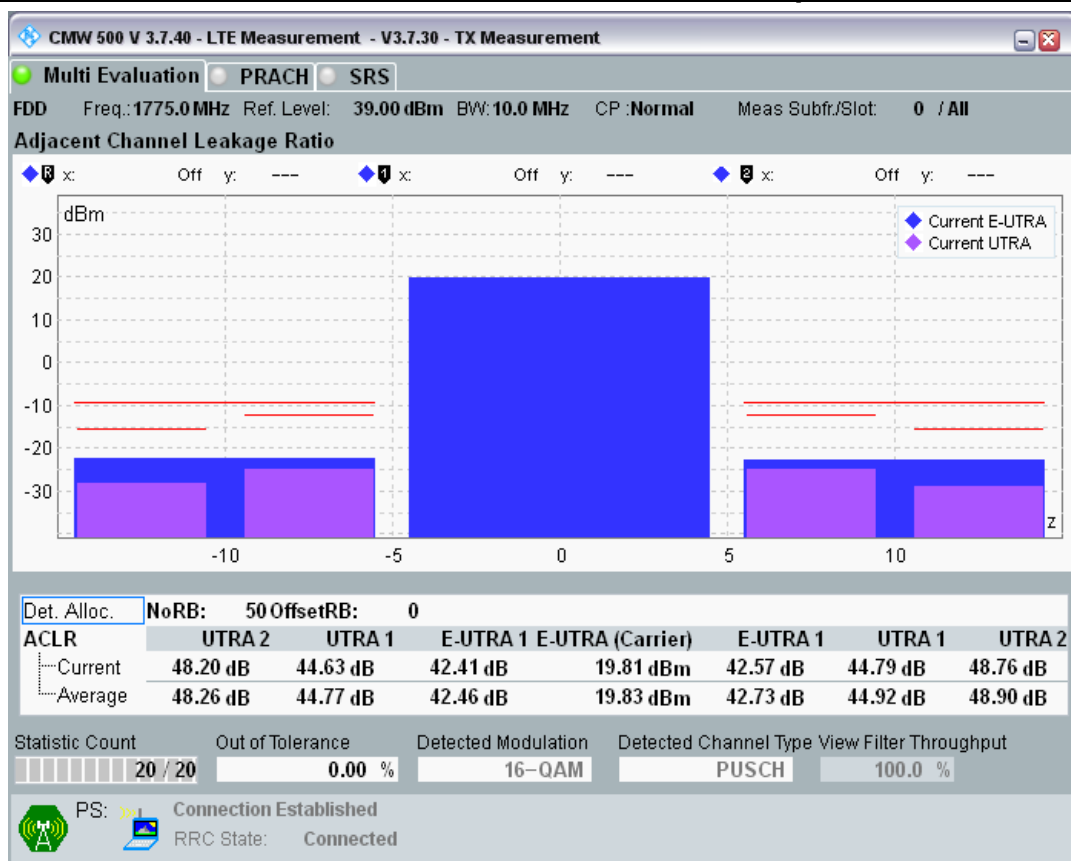 CMW 500 V 3.7.40 - LTE Measurement - V3.7.30 - TX Measurement
Multi Evaluation PRACH SRS
FDD Freq.: 1775.0 MHz Ref. Level: 39.00 dBm BW: 10.0 MHz CP :Normal Meas Subfr./Slot: 0 / All
Adjacent Channel Leakage Ratio
R x: Off y: --- 1 x: Off y: --- 2 x: Off y: ---
dBm
Current E-UTRA
Current UTRA
30
20
10
0
-10
-20
-30
z
-10 -5 0 5 10
Det. Alloc. NoRB: 50 OffsetRB: 0
ACLR UTRA 2 UTRA 1 E-UTRA 1 E-UTRA (Carrier) E-UTRA 1 UTRA 1 UTRA 2
Current 48.20 dB 44.63 dB 42.41 dB 19.81 dBm 42.57 dB 44.79 dB 48.76 dB
Average 48.26 dB 44.77 dB 42.46 dB 19.83 dBm 42.73 dB 44.92 dB 48.90 dB
Statistic Count Out of Tolerance Detected Modulation Detected Channel Type View Filter Throughput
20 / 20 0.00 % 16-QAM PUSCH 100.0 %
PS: Connection Established
RRC State: Connected